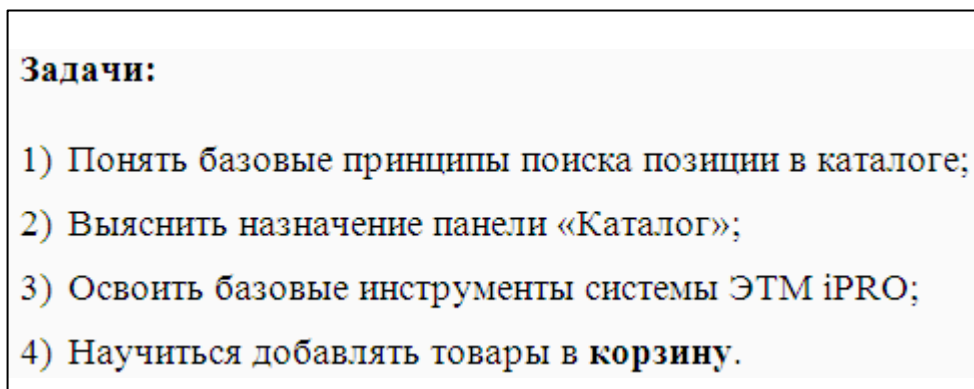 Задачи:
1) Понять базовые принципы поиска позиции в каталоге;
2) Выяснить назначение панели «Каталог»;
3) Освоить базовые инструменты системы ЭТМ iPRO;
4) Научиться добавлять товары в корзину.